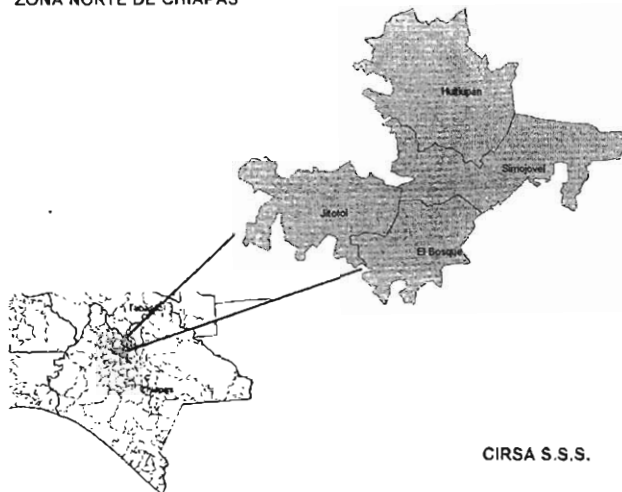 ZONA NORTE DE CHIAPAS
Huitiupan
Simojovel
Jitotol
El Bosque
Tabasco
Chiapas
CIRSA S.S.S.